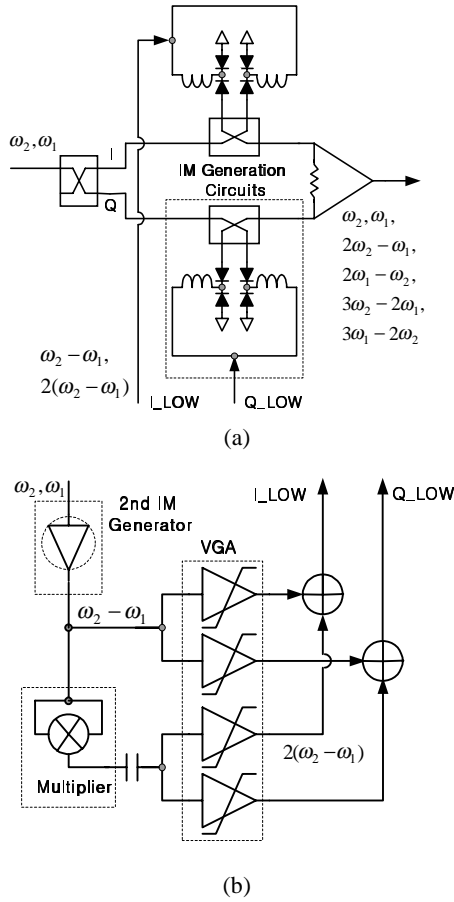 ω₂, ω₁
I
Q
IM Generation
Circuits
ω₂, ω₁,
2ω₂ − ω₁,
2ω₁ − ω₂,
3ω₂ − 2ω₁,
3ω₁ − 2ω₂
ω₂ − ω₁,
2(ω₂ − ω₁)
I_LOW
Q_LOW
(a)
ω₂, ω₁
2nd IM
Generator
I_LOW
Q_LOW
VGA
ω₂ − ω₁
2(ω₂ − ω₁)
Multiplier
(b)